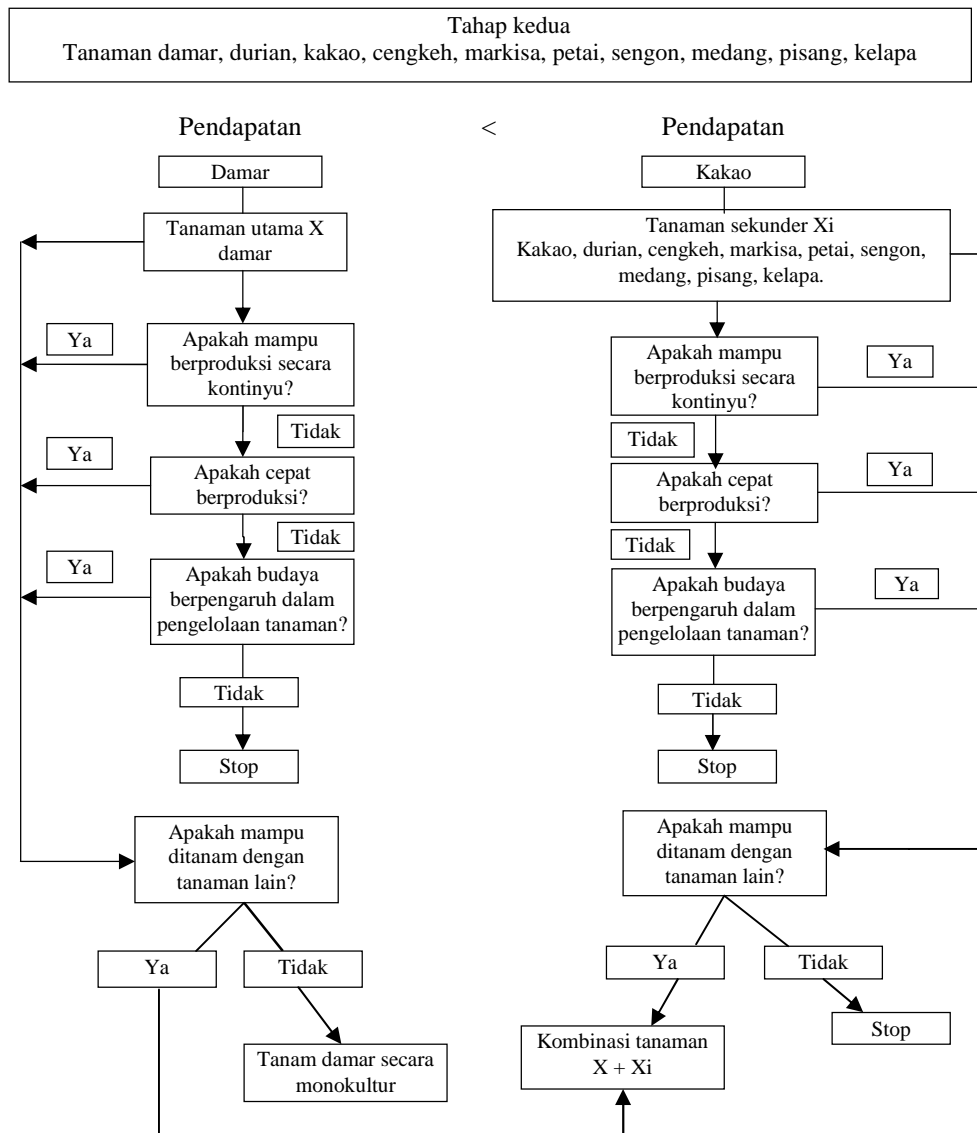 Tahap kedua
Tanaman damar, durian, kakao, cengkeh, markisa, petai, sengon, medang, pisang, kelapa
Pendapatan
<
Pendapatan
Damar
Tanaman utama X
damar
Ya
Apakah mampu
berproduksi secara
kontinyu?
Tidak
Ya
Apakah cepat
berproduksi?
Tidak
Ya
Apakah budaya
berpengaruh dalam
pengelolaan tanaman?
Tidak
Stop
Apakah mampu
ditanam dengan
tanaman lain?
Ya
Tidak
Tanam damar secara
monokultur
Kakao
Tanaman sekunder Xi
Kakao, durian, cengkeh, markisa, petai, sengon,
medang, pisang, kelapa.
Apakah mampu
berproduksi secara
kontinyu?
Ya
Tidak
Apakah cepat
berproduksi?
Ya
Tidak
Apakah budaya
berpengaruh dalam
pengelolaan tanaman?
Ya
Tidak
Stop
Apakah mampu
ditanam dengan
tanaman lain?
Ya
Tidak
Kombinasi tanaman
X + Xi
Stop